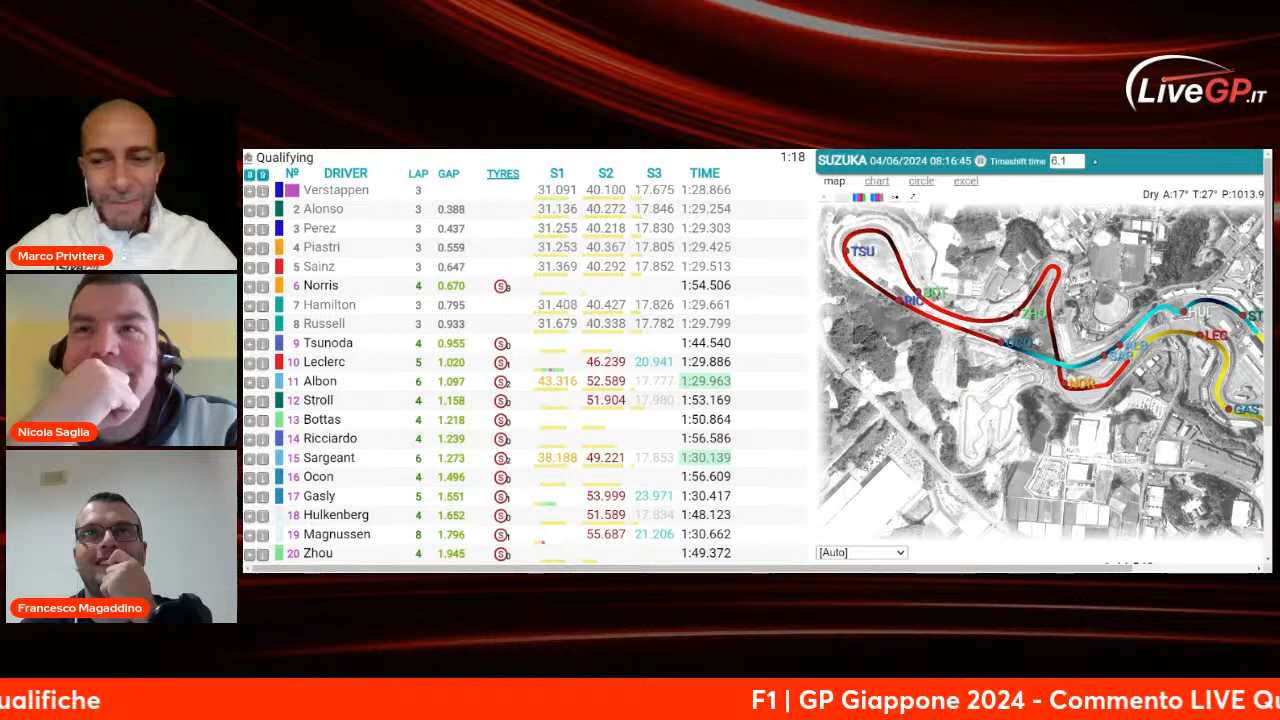 LiveGP.IT
Marco Privitera
Nicola Saglia
Francesco Magaddino
Qualifying 1:18
Nº DRIVER LAP GAP TYRES S1 S2 S3 TIME
Verstappen 3 31.091 40.100 17.675 1:28.866
2 Alonso 3 0.388 31.136 40.272 17.846 1:29.254
3 Perez 3 0.437 31.255 40.218 17.830 1:29.303
4 Piastri 3 0.559 31.253 40.367 17.805 1:29.425
5 Sainz 3 0.647 31.369 40.292 17.852 1:29.513
6 Norris 4 0.670 S 1:54.506
7 Hamilton 3 0.795 31.408 40.427 17.826 1:29.661
8 Russell 3 0.933 31.679 40.338 17.782 1:29.799
9 Tsunoda 4 0.955 S 1:44.540
10 Leclerc 5 1.020 S 46.239 20.941 1:29.886
11 Albon 6 1.097 S 43.316 52.589 17.777 1:29.963
12 Stroll 4 1.158 S 51.904 17.980 1:53.169
13 Bottas 4 1.218 S 1:50.864
14 Ricciardo 4 1.239 S 1:56.586
15 Sargeant 6 1.273 S 38.188 49.221 17.853 1:30.139
16 Ocon 4 1.496 S 1:56.609
17 Gasly 5 1.551 S 53.999 23.971 1:30.417
18 Hulkenberg 4 1.652 S 51.589 17.834 1:48.123
19 Magnussen 8 1.796 S 55.687 21.206 1:30.662
20 Zhou 4 1.945 S 1:49.372
SUZUKA 04/06/2024 08:16:45 Timeshift time 6.1
map chart circle excel
Dry A:17° T:27° P:1013.9
TSU
BOT
RIC
ZHO
HUL
ST
OCO
ALB
SAR
LEC
NOR
GAS
[Auto]
ualifiche F1 | GP Giappone 2024 - Commento LIVE Qu